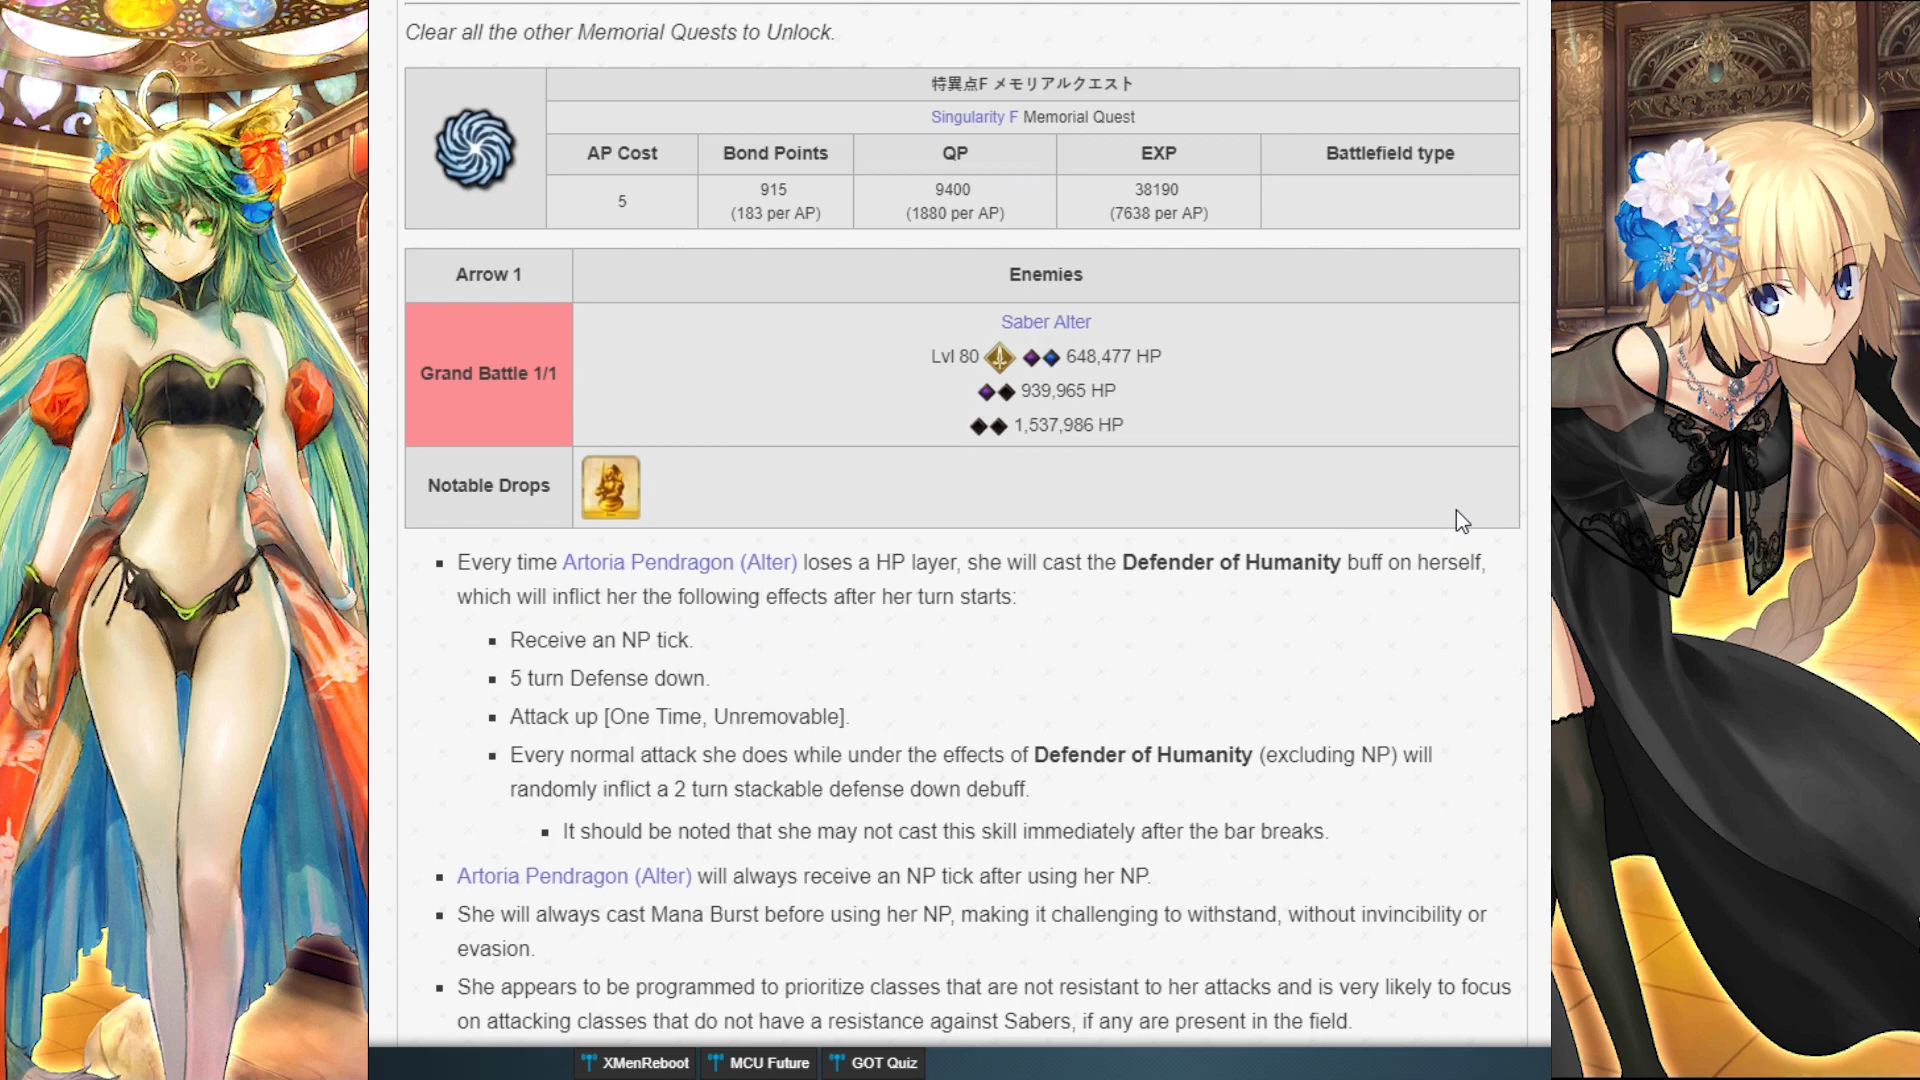 Clear all the other Memorial Quests to Unlock.
特異点F メモリアルクエスト
Singularity F Memorial Quest
AP Cost
Bond Points
QP
EXP
Battlefield type
5
915
(183 per AP)
9400
(1880 per AP)
38190
(7638 per AP)
Arrow 1
Enemies
Grand Battle 1/1
Saber Alter
Lvl 80 648,477 HP
939,965 HP
1,537,986 HP
Notable Drops
Every time Artoria Pendragon (Alter) loses a HP layer, she will cast the Defender of Humanity buff on herself,
which will inflict her the following effects after her turn starts:
Receive an NP tick.
5 turn Defense down.
Attack up [One Time, Unremovable].
Every normal attack she does while under the effects of Defender of Humanity (excluding NP) will
randomly inflict a 2 turn stackable defense down debuff.
It should be noted that she may not cast this skill immediately after the bar breaks.
Artoria Pendragon (Alter) will always receive an NP tick after using her NP.
She will always cast Mana Burst before using her NP, making it challenging to withstand, without invincibility or
evasion.
She appears to be programmed to prioritize classes that are not resistant to her attacks and is very likely to focus
on attacking classes that do not have a resistance against Sabers, if any are present in the field.
XMenReboot
MCU Future
GOT Quiz